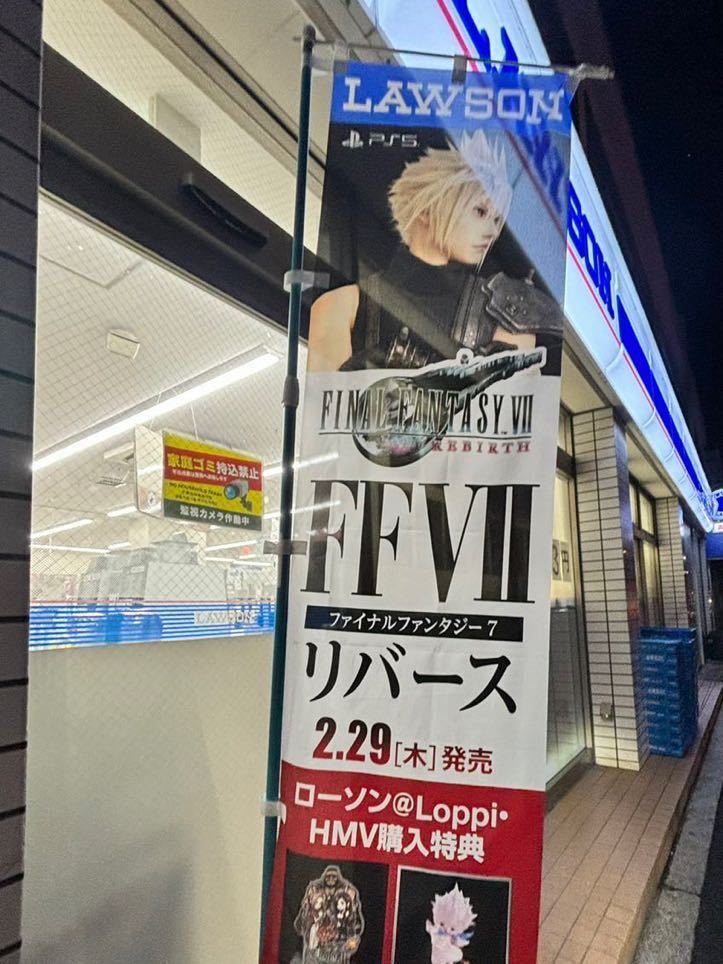 LAWSON
PS5
FINAL FANTASY VII
REBIRTH
FFVII
ファイナルファンタジー7
リバース
2.29[木]発売
ローソン@Loppi・
HMV購入特典
家庭ゴミ持込禁止
監視カメラ作動中
LAWSON